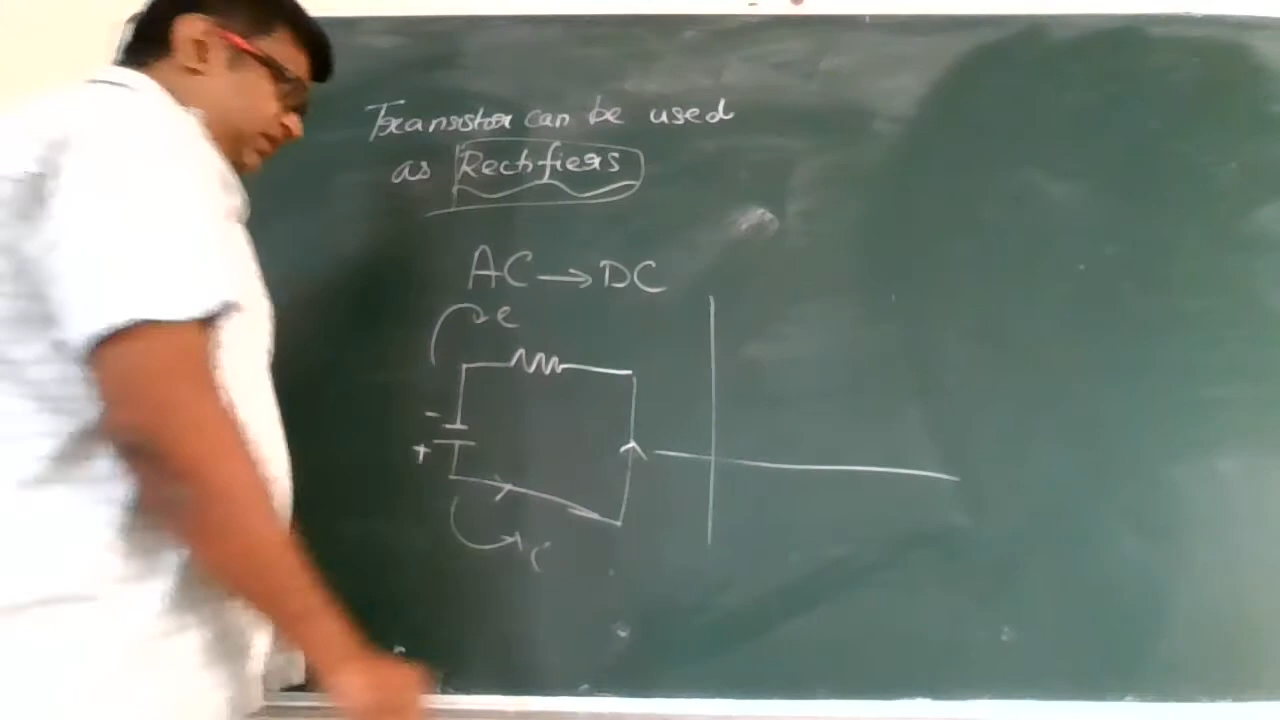 Transistor can be used
as Rectifiers
AC → DC
e
-
+